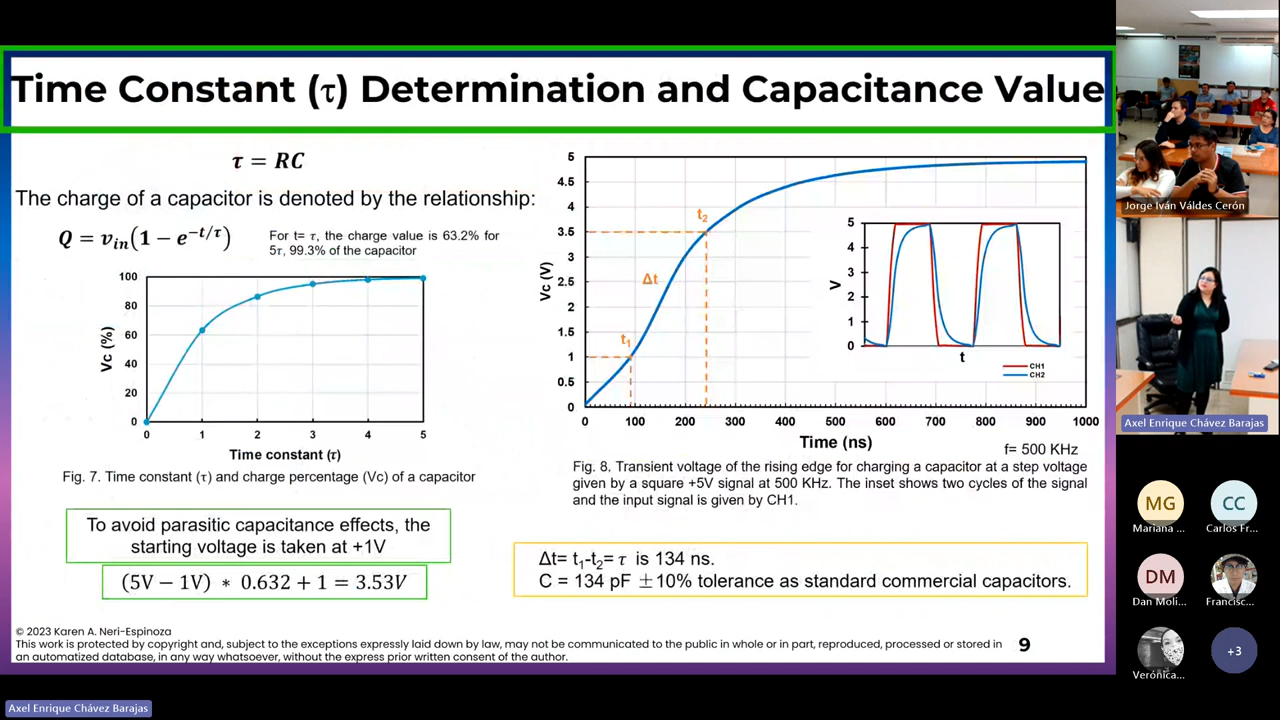 Time Constant (τ) Determination and Capacitance Value
τ = RC
The charge of a capacitor is denoted by the relationship:
Q = v_in(1 − e^{−t/τ})
For t= τ, the charge value is 63.2% for
5τ, 99.3% of the capacitor
100
80
60
40
20
0
Vc (%)
0 1 2 3 4 5
Time constant (τ)
Fig. 7. Time constant (τ) and charge percentage (Vc) of a capacitor
To avoid parasitic capacitance effects, the
starting voltage is taken at +1V
(5V − 1V) * 0.632 + 1 = 3.53V
5
4.5
4
3.5
3
2.5
2
1.5
1
0.5
0
Vc (V)
t₁
Δt
t₂
0 100 200 300 400 500 600 700 800 900 1000
Time (ns)
5
4
3
2
1
0
V
t
CH1
CH2
f= 500 KHz
Fig. 8. Transient voltage of the rising edge for charging a capacitor at a step voltage
given by a square +5V signal at 500 KHz. The inset shows two cycles of the signal
and the input signal is given by CH1.
Δt= t₁-t₂= τ is 134 ns.
C = 134 pF ±10% tolerance as standard commercial capacitors.
© 2023 Karen A. Neri-Espinoza
This work is protected by copyright and, subject to the exceptions expressly laid down by law, may not be communicated to the public in whole or in part, reproduced, processed or stored in
an automatized database, in any way whatsoever, without the express prior written consent of the author.
9
Axel Enrique Chávez Barajas
Jorge Iván Váldes Cerón
Axel Enrique Chávez Barajas
MG
Mariana ...
CC
Carlos Fr...
DM
Dan Moli...
Francisc...
Verónica...
+3